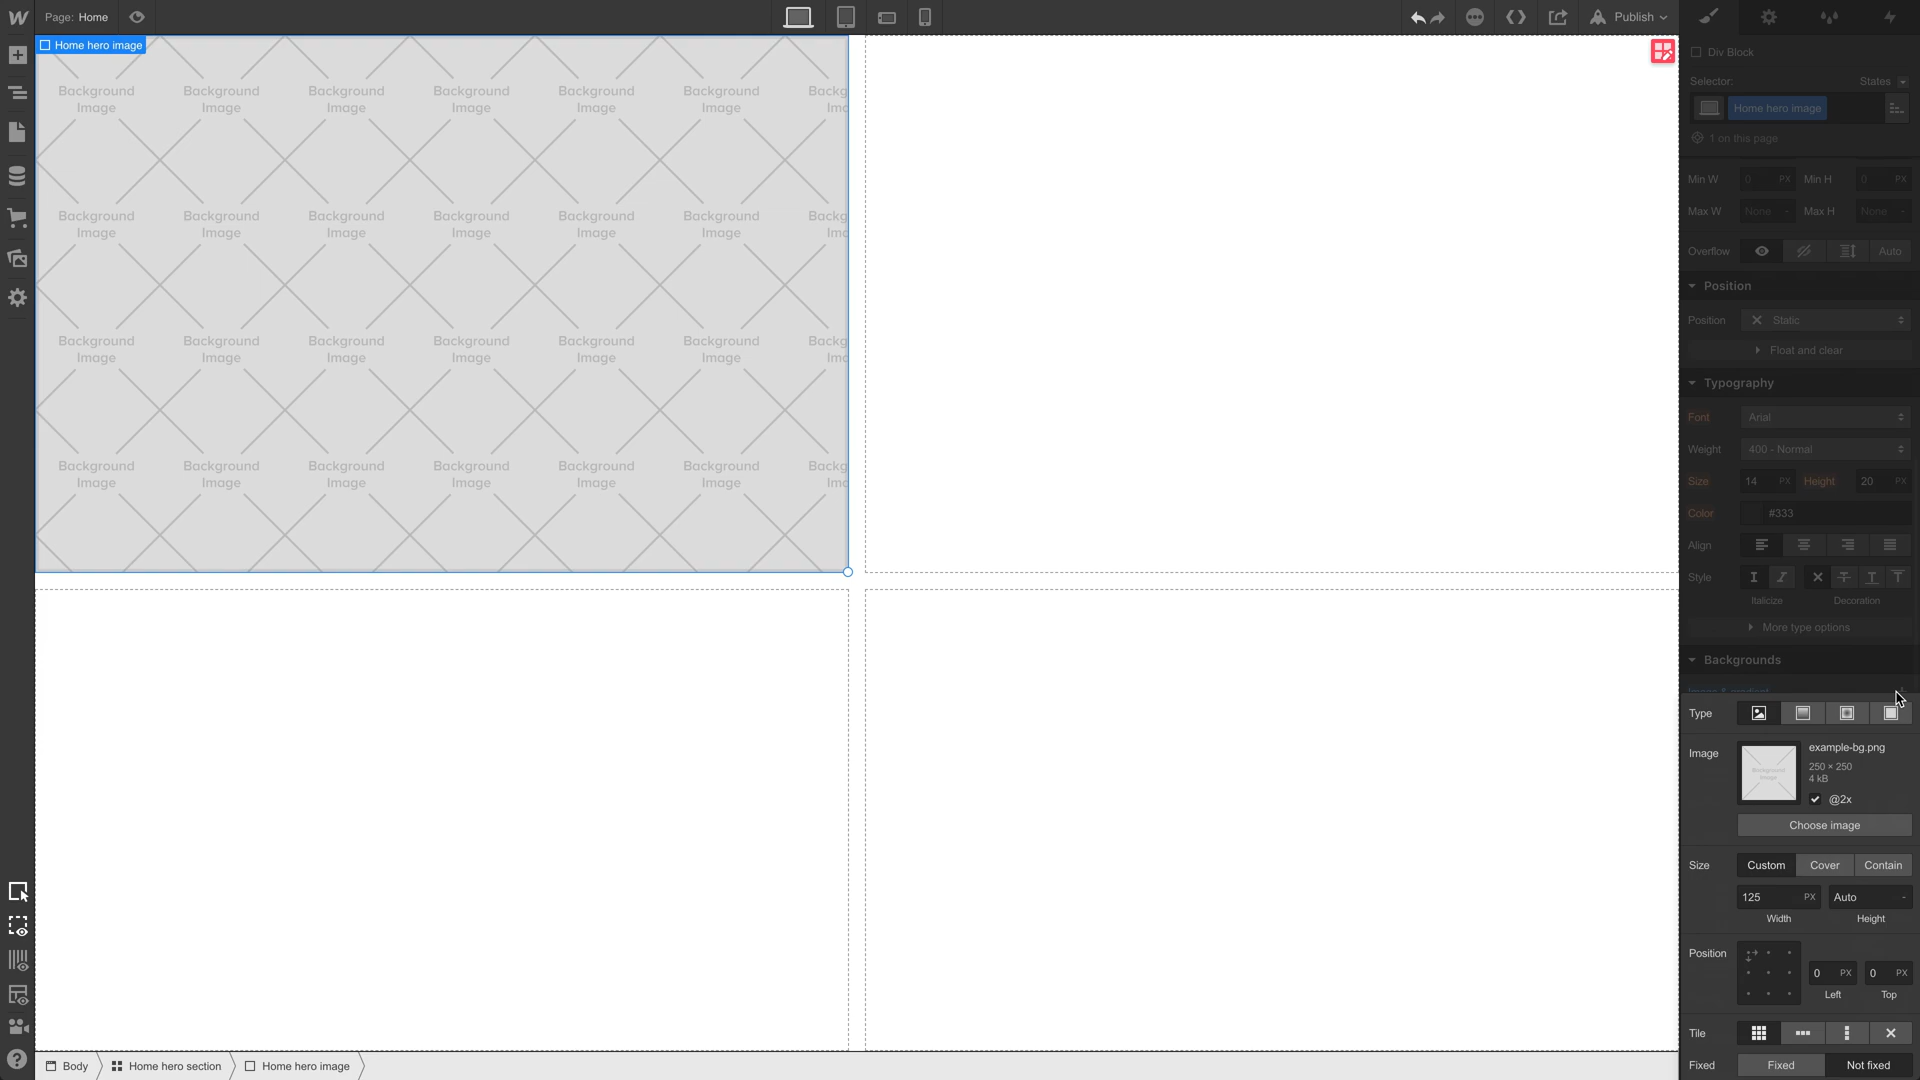 Page: Home
Publish
Home hero image
Background Image
Background Image
Background Image
Background Image
Background Image
Background Image
Backg Im
Background Image
Background Image
Background Image
Background Image
Background Image
Background Image
Backg Im
Background Image
Background Image
Background Image
Background Image
Background Image
Background Image
Backg Im
Background Image
Background Image
Background Image
Background Image
Background Image
Background Image
Backg Im
Div Block
Selector: States
Home hero image
1 on this page
Min W 0 PX Min H 0 PX
Max W None - Max H None -
Overflow Auto
Position
Position Static
Float and clear
Typography
Font Arial
Weight 400 - Normal
Size 14 PX Height 20 PX
Color #333
Align
Style
Italicize Decoration
More type options
Backgrounds
Image & gradient
Type
Image example-bg.png
250 × 250
4 kB
@2x
Choose image
Size Custom Cover Contain
125 PX Auto -
Width Height
Position
0 PX 0 PX
Left Top
Tile
Fixed Fixed Not fixed
Body Home hero section Home hero image